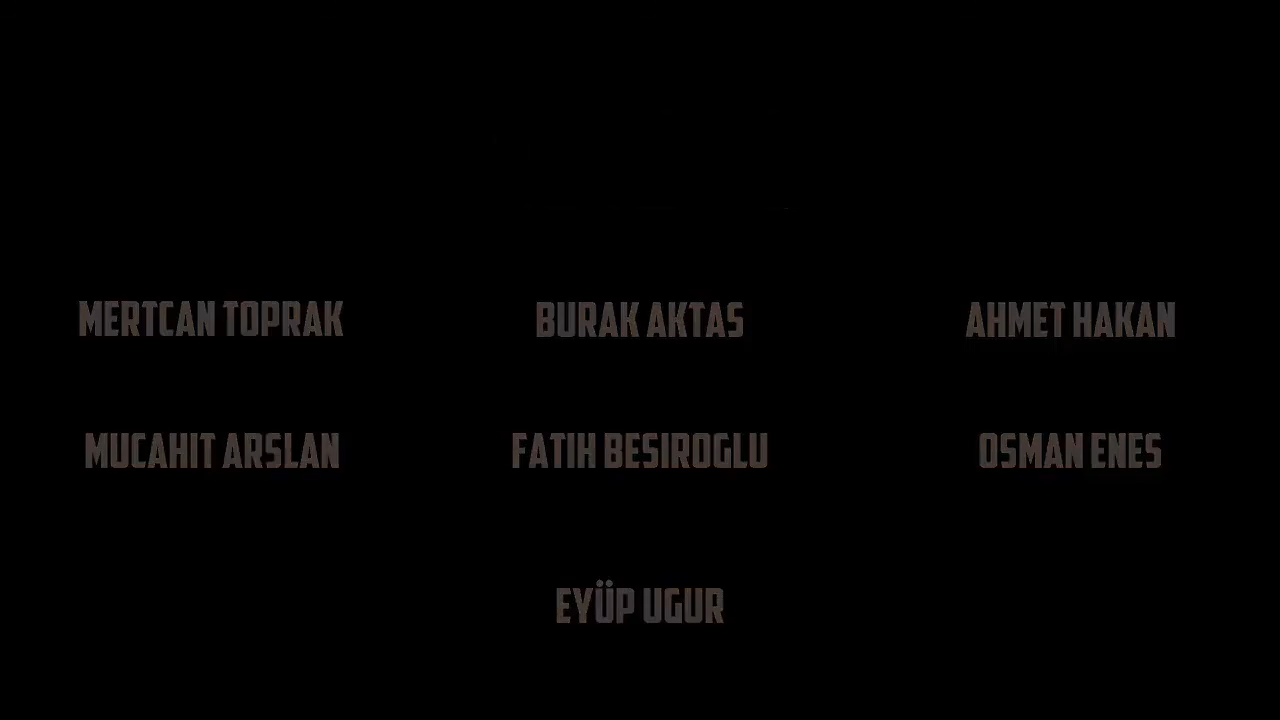 MERTCAN TOPRAK BURAK AKTAS AHMET HAKAN
MUCAHIT ARSLAN FATIH BESIROGLU OSMAN ENES
EYÜP UGUR